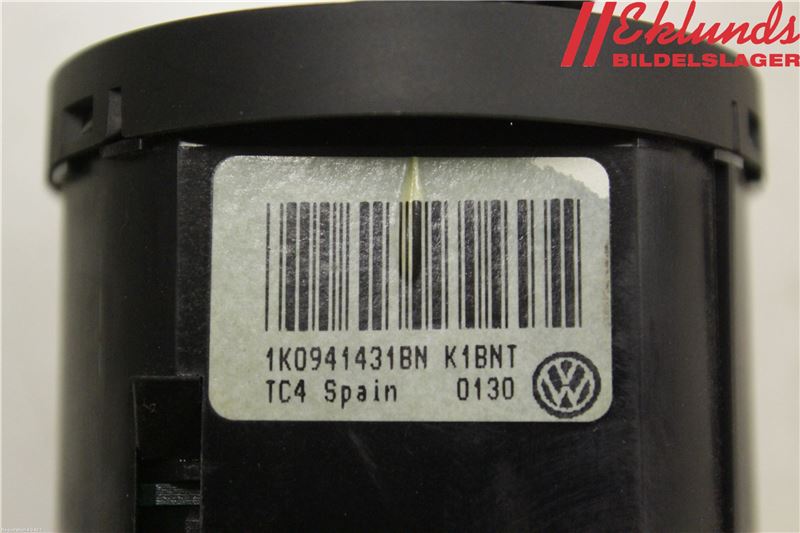 Eklunds
BILDELSLAGER
1K0941431BN K1BNT
TC4 Spain 0130